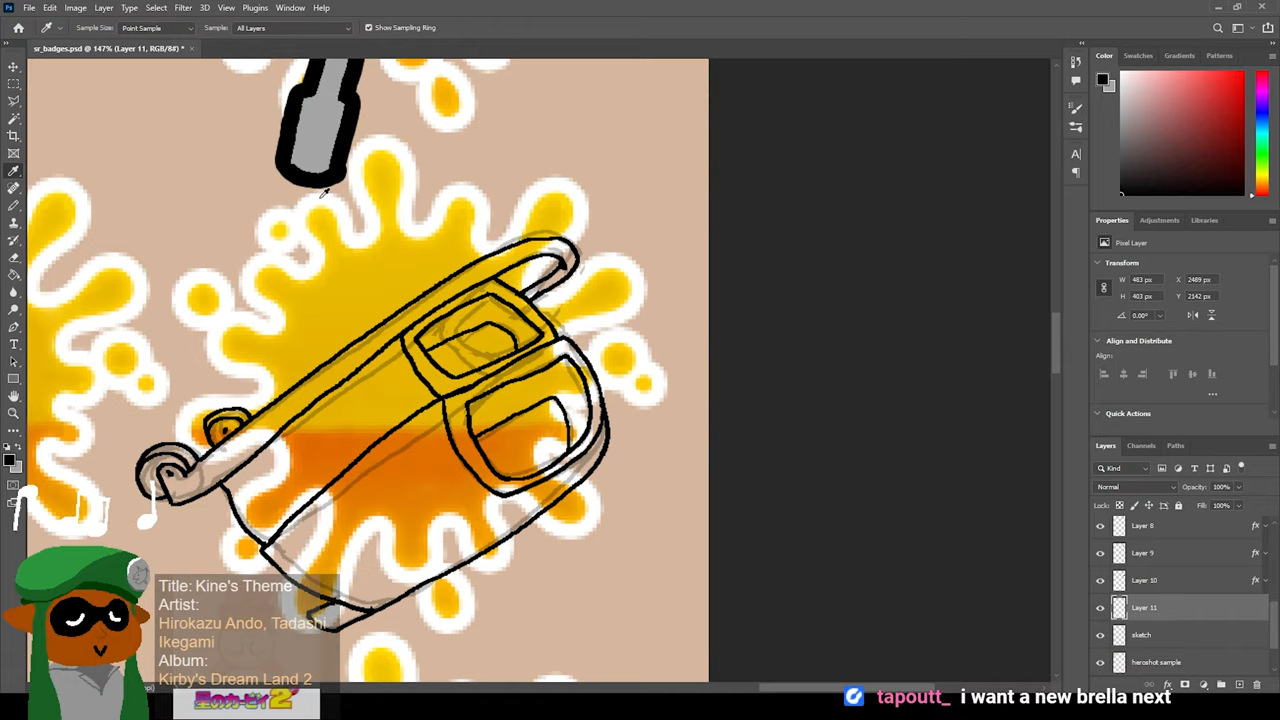 File Edit Image Layer Type Select Filter 3D View Plugins Window Help
Sample Size: Point Sample Sample: All Layers Show Sampling Ring
sr_badges.psd @ 147% (Layer 11, RGB/8#) *
Color Swatches Gradients Patterns
Properties Adjustments Libraries
Pixel Layer
Transform
W 483 px X 2489 px
H 403 px Y 2142 px
0.00°
Align and Distribute
Align:
Quick Actions
Layers Channels Paths
Kind
Normal Opacity: 100%
Lock: Fill: 100%
Layer 8 fx
Layer 9 fx
Layer 10 fx
Layer 11
sketch
heroshot sample
Title: Kine's Theme
Artist:
Hirokazu Ando, Tadashi
Ikegami
Album:
Kirby's Dream Land 2
星のカービィ2
tapoutt_ i want a new brella next